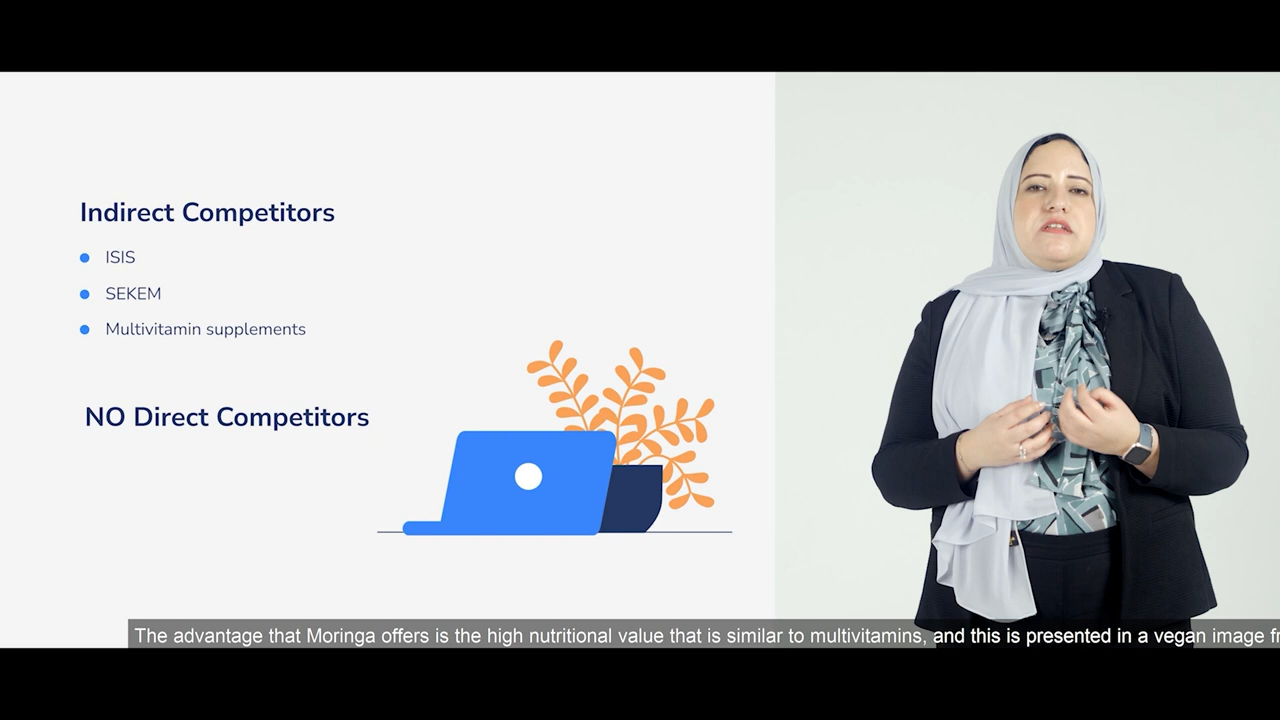 Indirect Competitors
ISIS
SEKEM
Multivitamin supplements
NO Direct Competitors
The advantage that Moringa offers is the high nutritional value that is similar to multivitamins, and this is presented in a vegan image